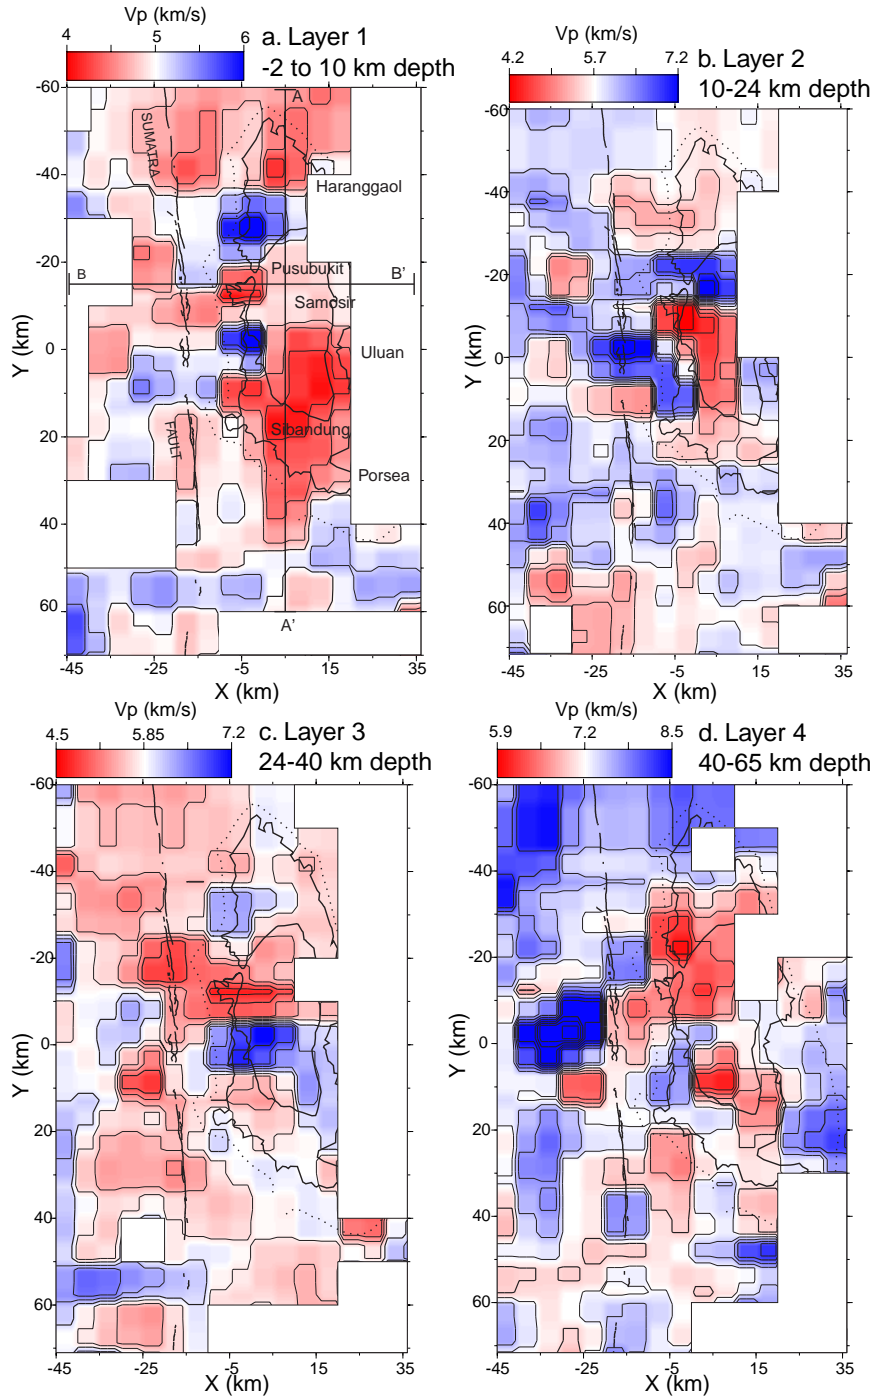 Vp (km/s)
4 5 6
a. Layer 1
-2 to 10 km depth
-60
-40
-20
0
20
40
60
Y (km)
A
SUMATRA
Haranggaol
Pusubukit
B B'
Samosir
Uluan
Sibandung
FAULT
Porsea
A'
-45 -25 -5 15 35
X (km)
Vp (km/s)
4.2 5.7 7.2
b. Layer 2
10-24 km depth
-60
-40
-20
0
20
40
60
Y (km)
-45 -25 -5 15 35
X (km)
Vp (km/s)
4.5 5.85 7.2
c. Layer 3
24-40 km depth
-60
-40
-20
0
20
40
60
Y (km)
-45 -25 -5 15 35
X (km)
Vp (km/s)
5.9 7.2 8.5
d. Layer 4
40-65 km depth
-60
-40
-20
0
20
40
60
Y (km)
-45 -25 -5 15 35
X (km)